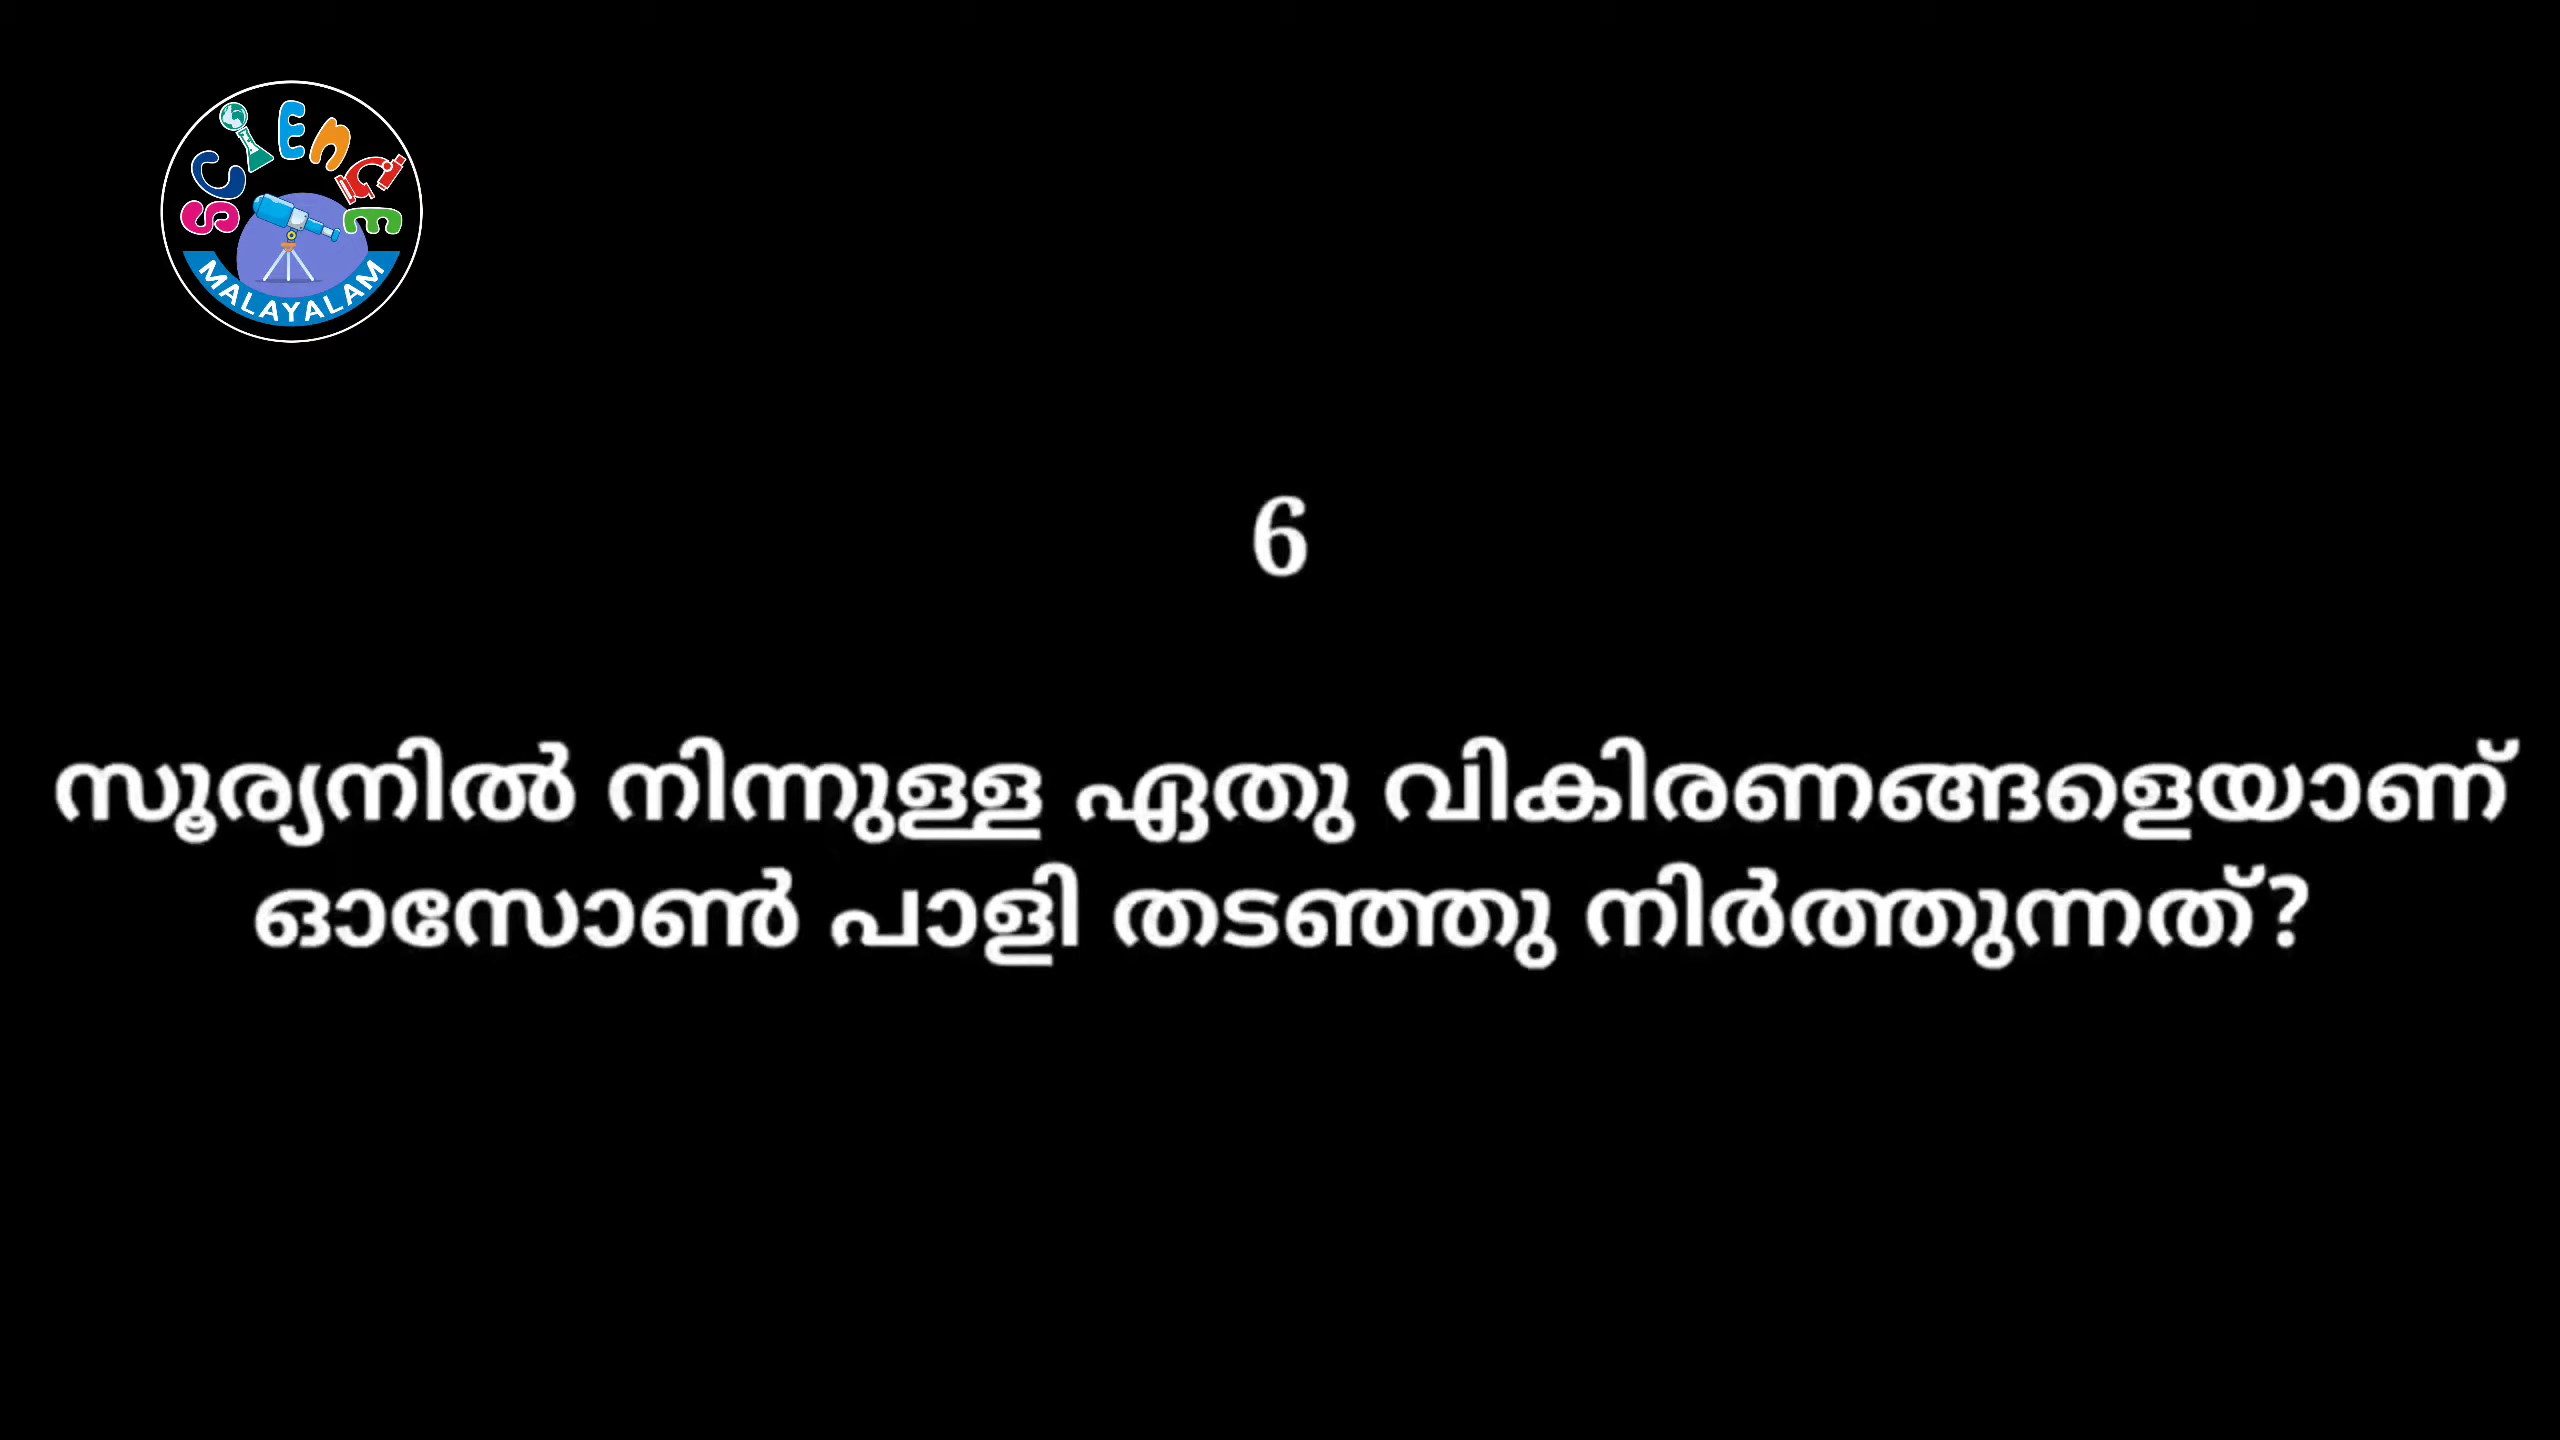 SCIENCE
MALAYALAM
6
സൂര്യനിൽ നിന്നുള്ള ഏതു വികിരണങ്ങളെയാണ്
ഓസോൺ പാളി തടഞ്ഞു നിർത്തുന്നത്?